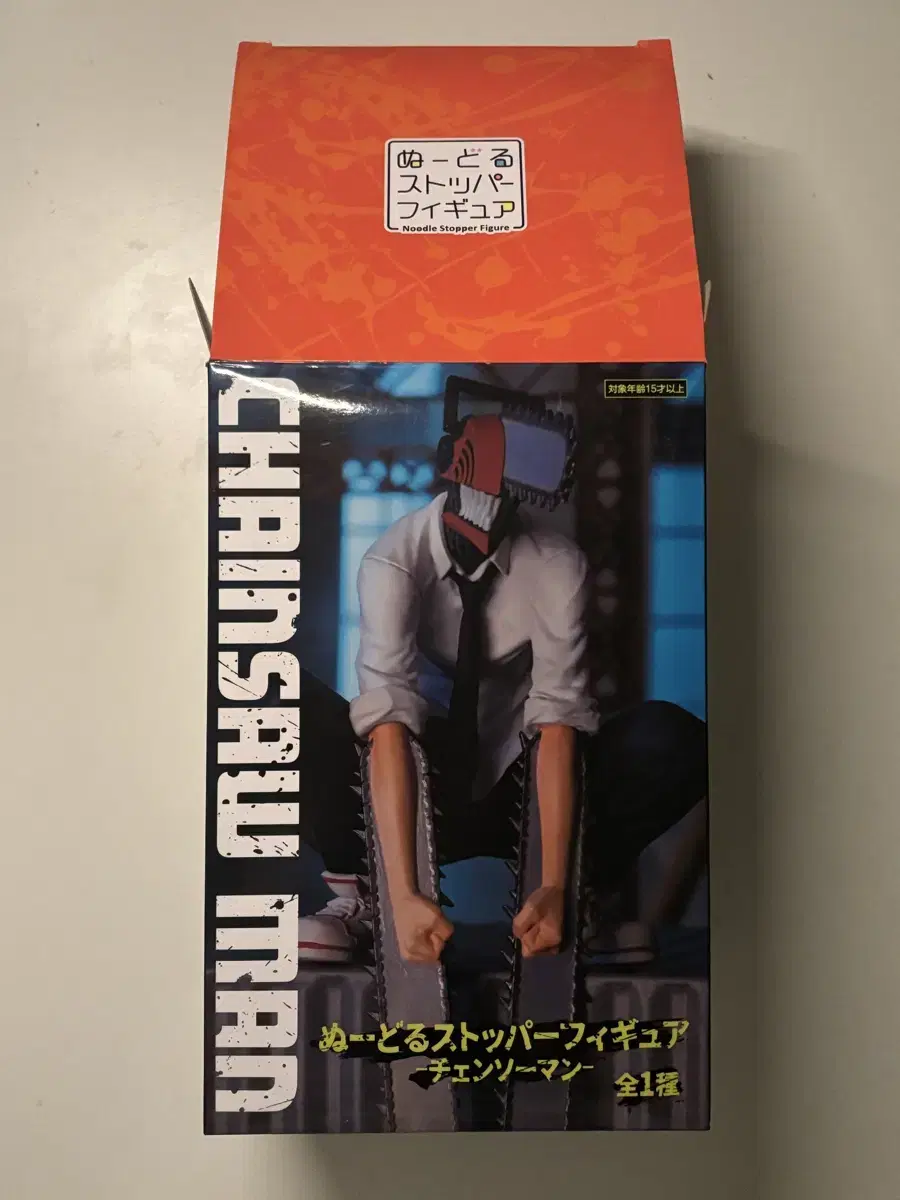 ぬーどる
ストッパー
フィギュア
Noodle Stopper Figure
対象年齢15才以上
CHAINSAW MAN
ぬーどるストッパーフィギュア
-チェンソーマン-
全1種